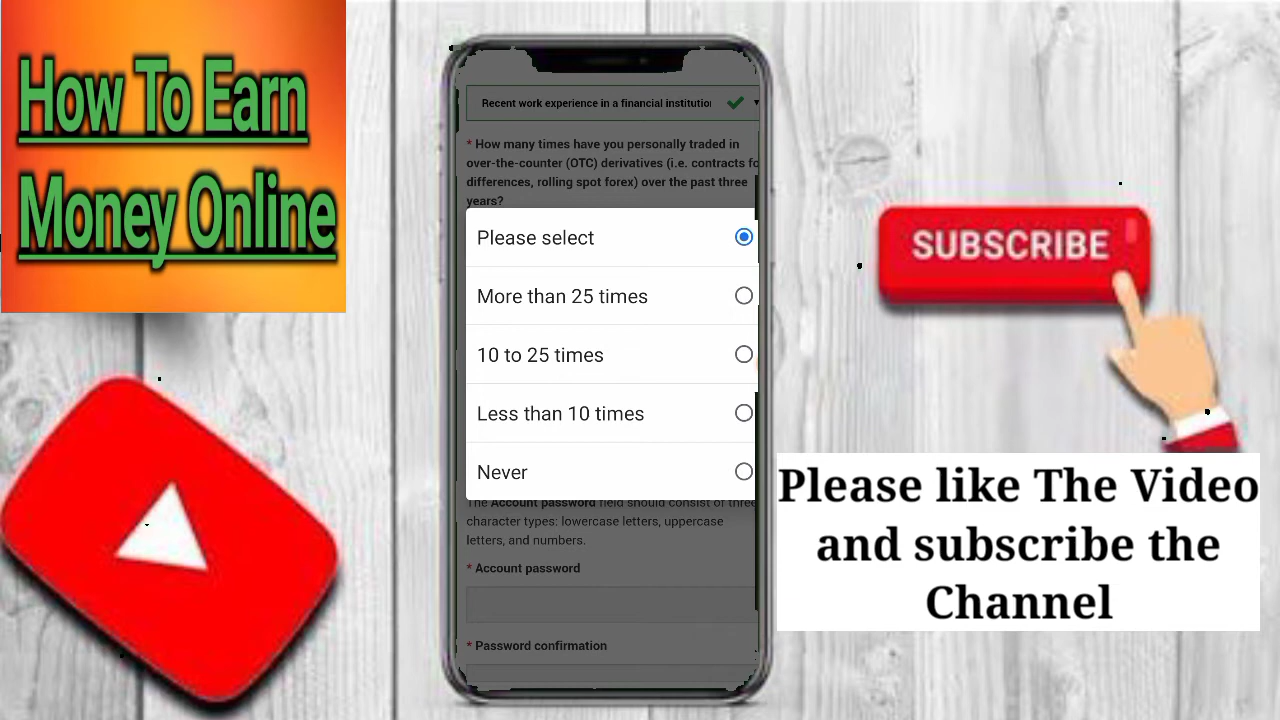 How To Earn
Money Online
Recent work experience in a financial institution
* How many times have you personally traded in
over-the-counter (OTC) derivatives (i.e. contracts fo
differences, rolling spot forex) over the past three
years?
Please select
More than 25 times
10 to 25 times
Less than 10 times
Never
The Account password field should consist of three
character types: lowercase letters, uppercase
letters, and numbers.
* Account password
* Password confirmation
SUBSCRIBE
Please like The Video
and subscribe the
Channel